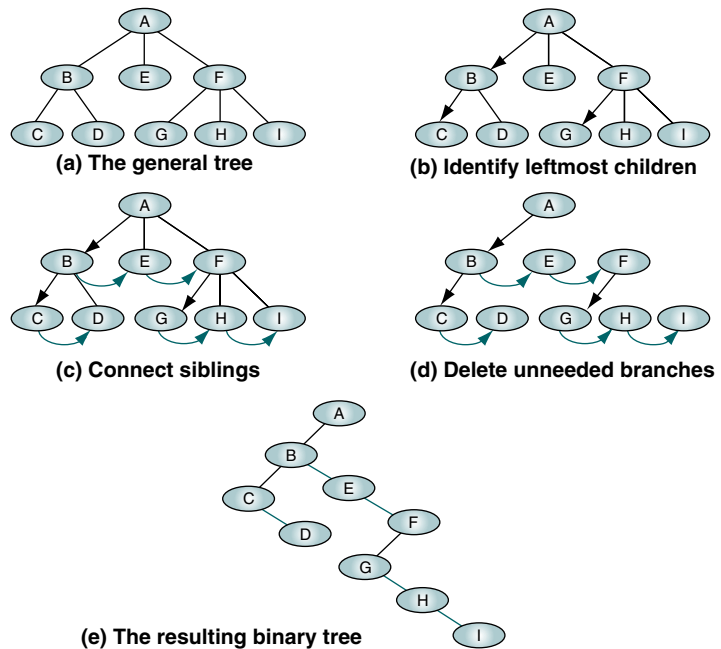 A
B E F
C D G H I
(a) The general tree
A
B E F
C D G H I
(b) Identify leftmost children
A
B E F
C D G H I
(c) Connect siblings
A
B E F
C D G H I
(d) Delete unneeded branches
A
B
E
C
F
D
G
H
I
(e) The resulting binary tree